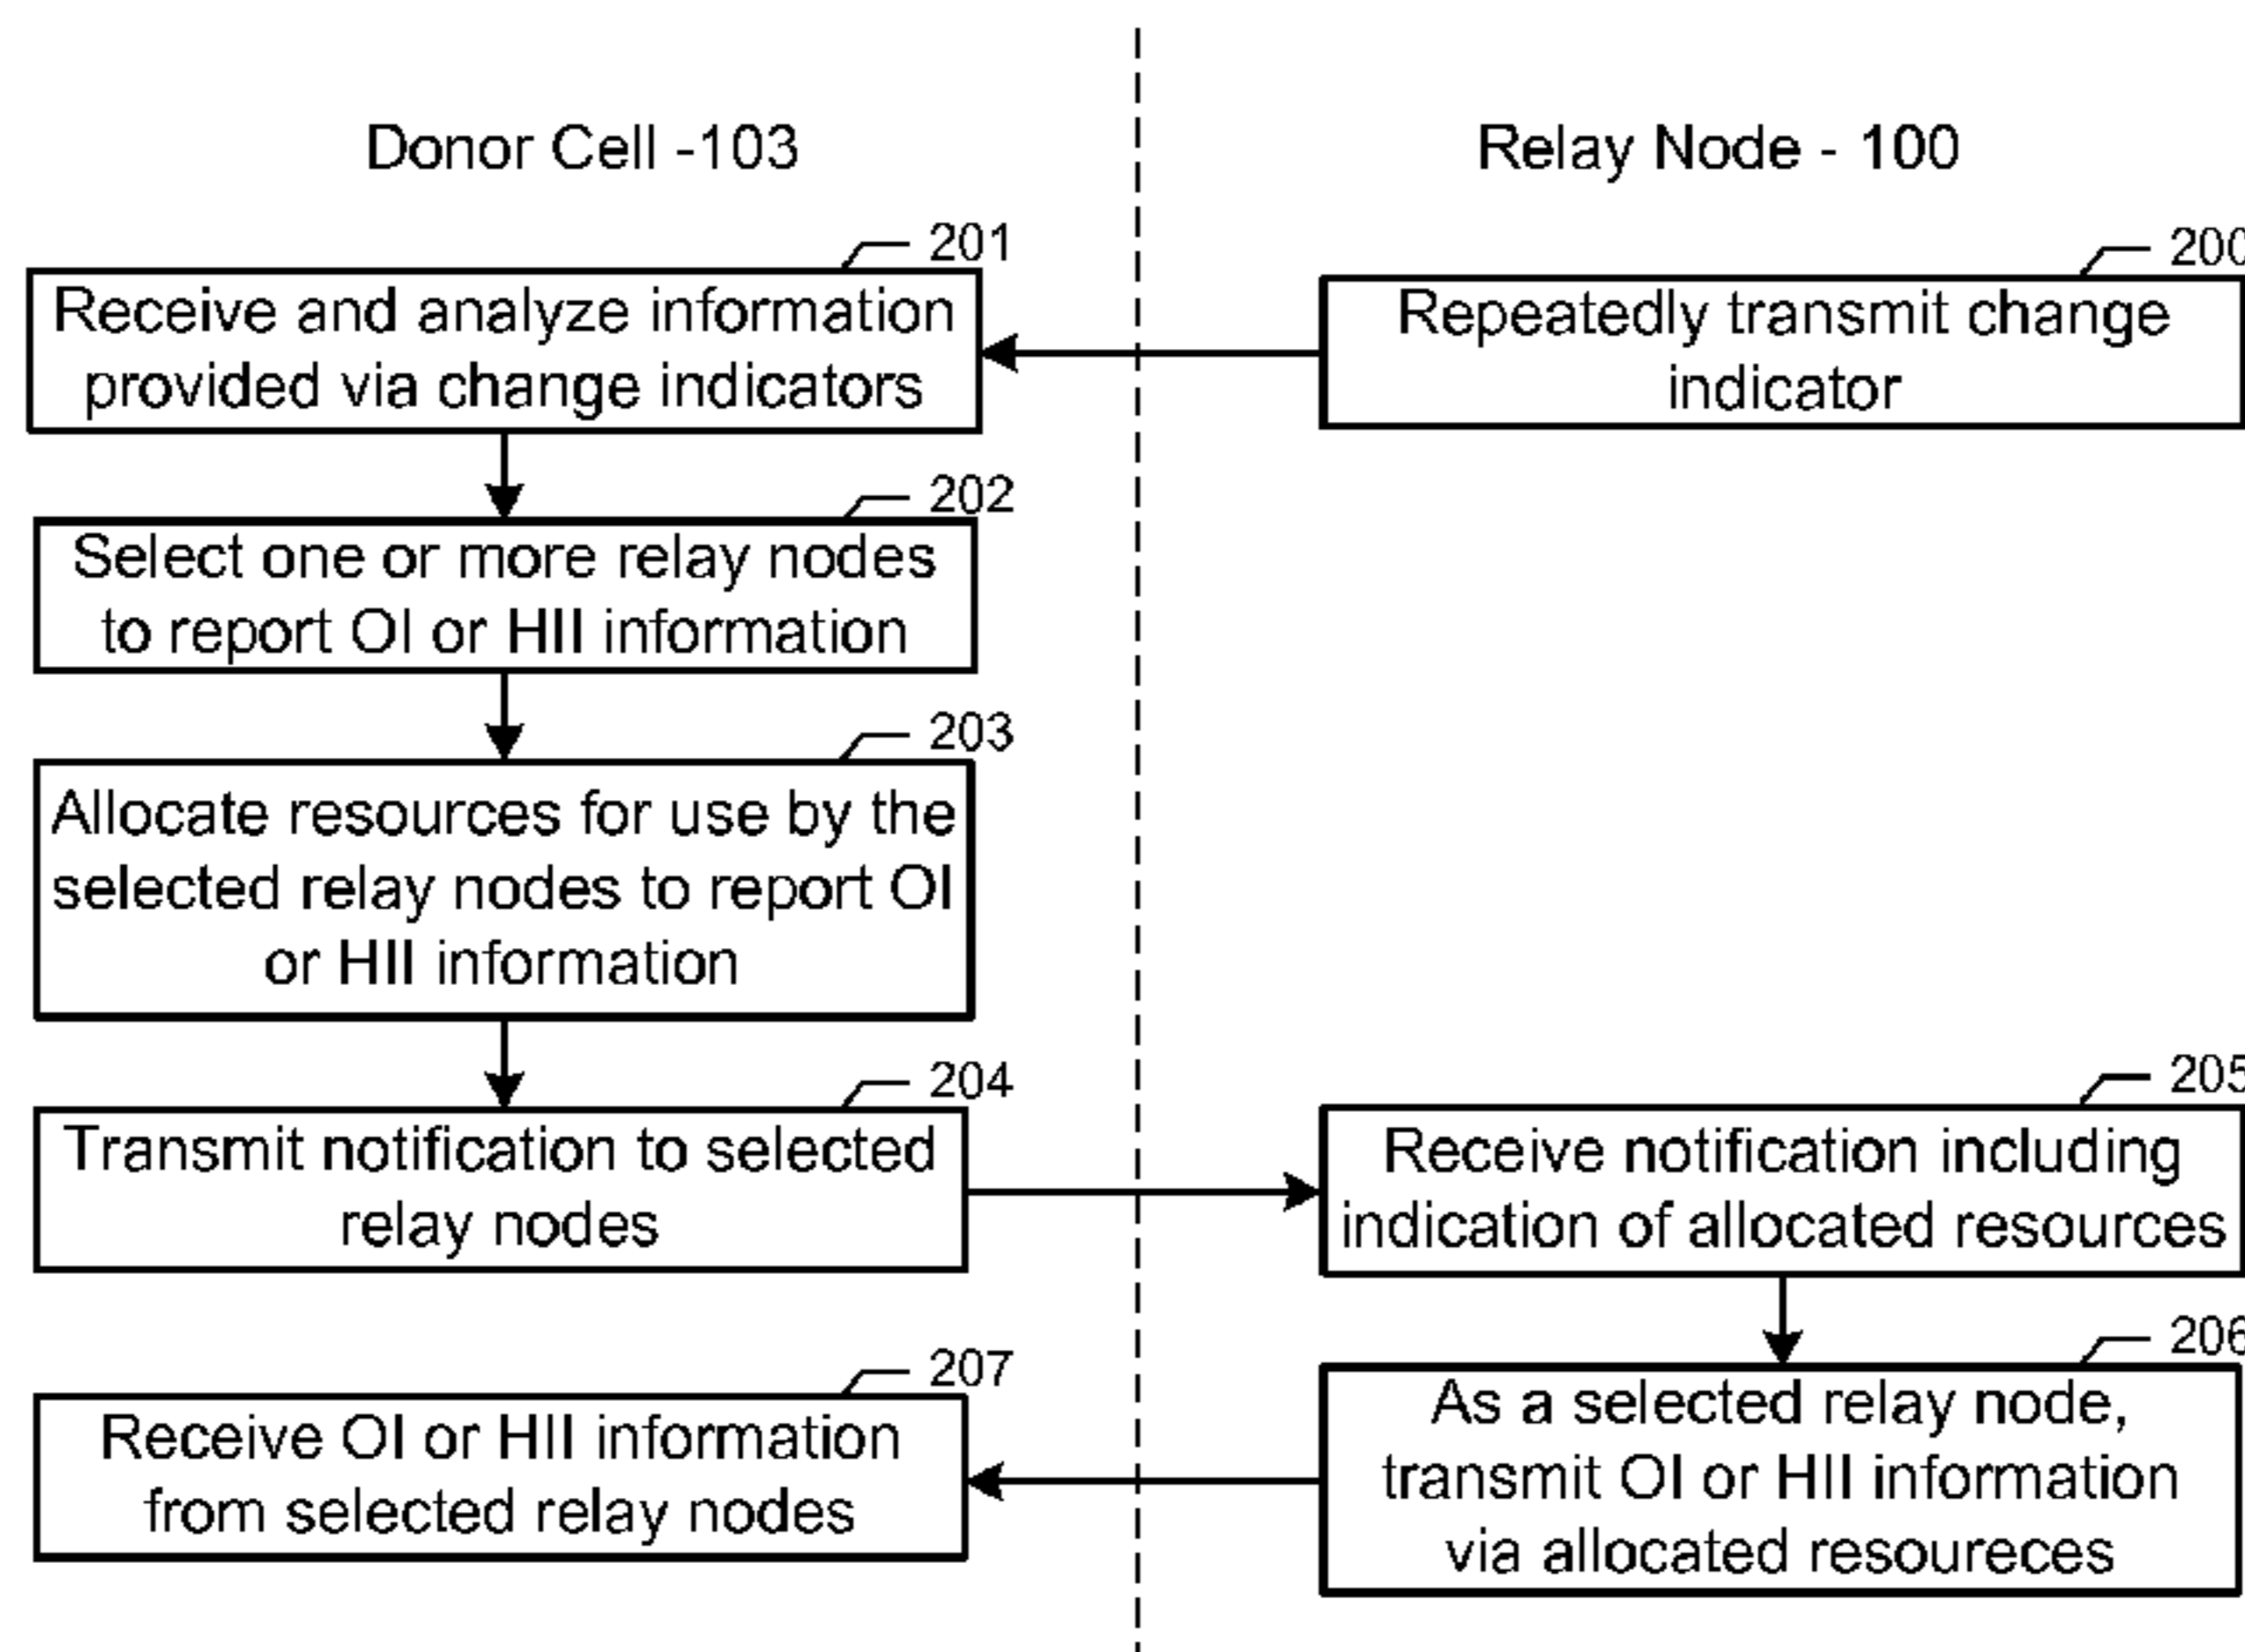 Donor Cell -103
Relay Node - 100
201
Receive and analyze information
provided via change indicators
200
Repeatedly transmit change
indicator
202
Select one or more relay nodes
to report OI or HII information
203
Allocate resources for use by the
selected relay nodes to report OI
or HII information
204
Transmit notification to selected
relay nodes
205
Receive notification including
indication of allocated resources
206
As a selected relay node,
transmit OI or HII information
via allocated resoureces
207
Receive OI or HII information
from selected relay nodes